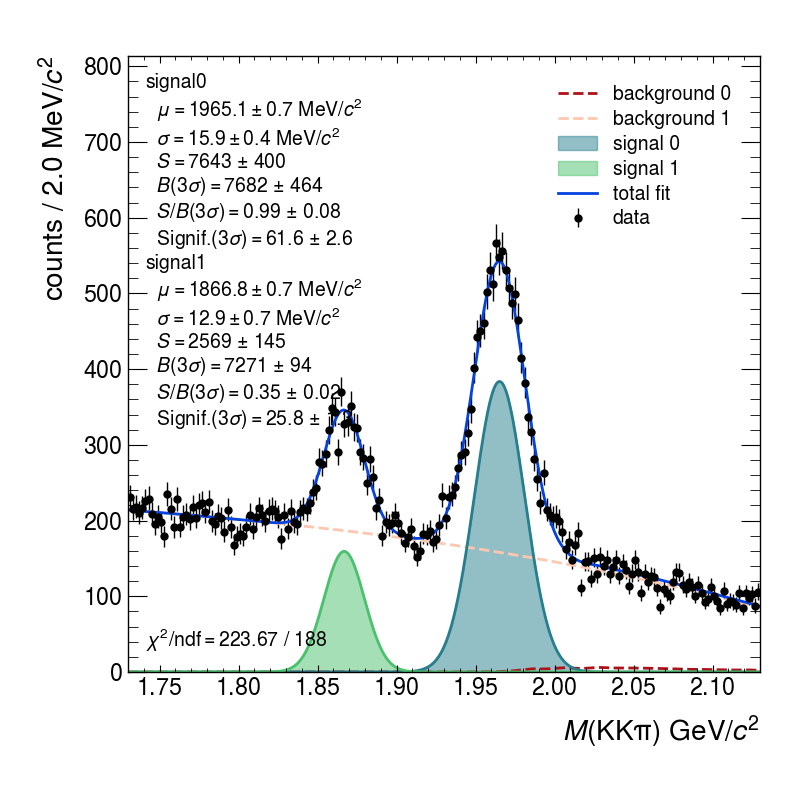 counts / 2.0 MeV/c²
800
700
600
500
400
300
200
100
0
signal0
μ = 1965.1 ± 0.7 MeV/c²
σ = 15.9 ± 0.4 MeV/c²
S = 7643 ± 400
B(3σ) = 7682 ± 464
S/B(3σ) = 0.99 ± 0.08
Signif.(3σ) = 61.6 ± 2.6
signal1
μ = 1866.8 ± 0.7 MeV/c²
σ = 12.9 ± 0.7 MeV/c²
S = 2569 ± 145
B(3σ) = 7271 ± 94
S/B(3σ) = 0.35 ± 0.02
Signif.(3σ) = 25.8 ±
χ²/ndf = 223.67 / 188
background 0
background 1
signal 0
signal 1
total fit
data
1.75 1.80 1.85 1.90 1.95 2.00 2.05 2.10
M(KKπ) GeV/c²